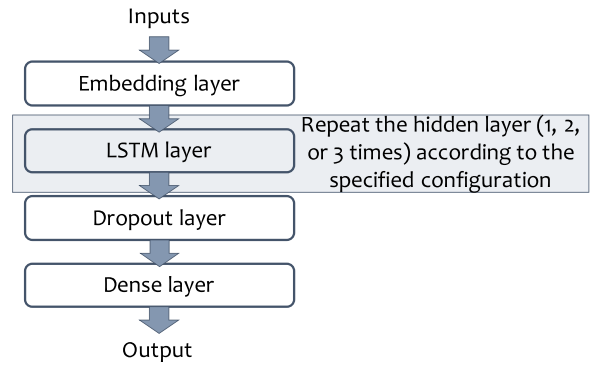 Inputs
Embedding layer
LSTM layer
Repeat the hidden layer (1, 2,
or 3 times) according to the
specified configuration
Dropout layer
Dense layer
Output